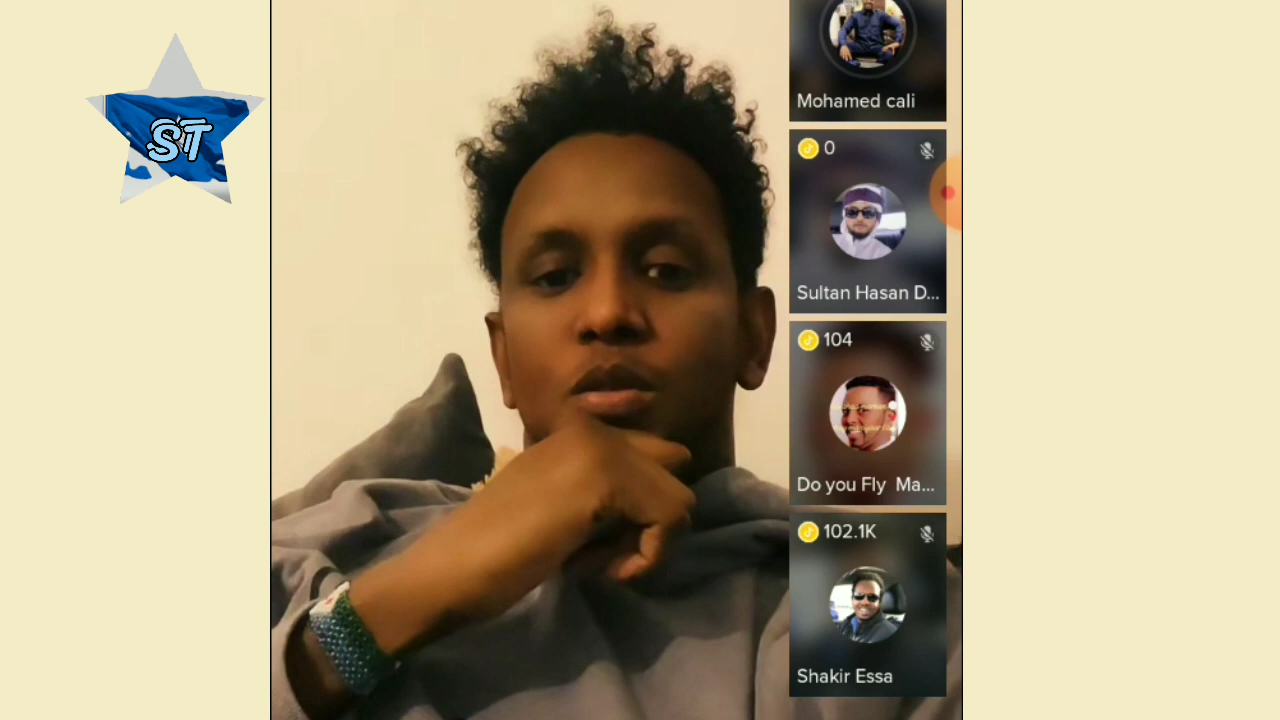 ST
Mohamed cali
0
Sultan Hasan D...
104
Do you Fly Ma...
102.1K
Shakir Essa